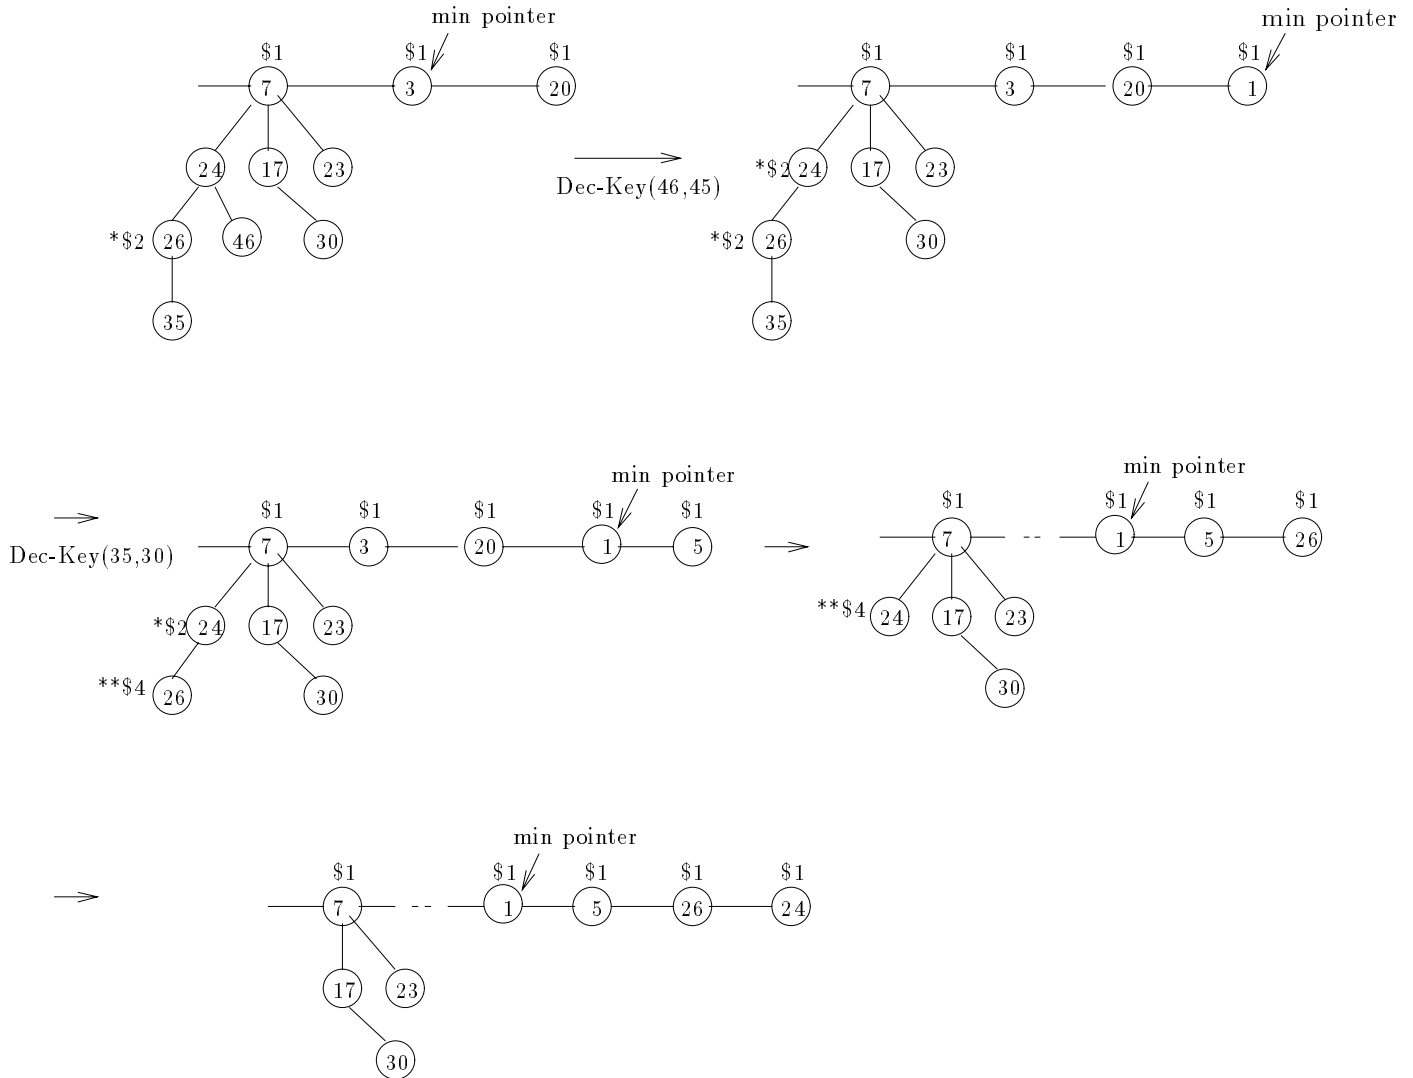 min pointer
min pointer
$1 $1 $1
$1 $1 $1 $1
7 3 20
7 3 20 1
24 17 23
*$2 24 17 23
Dec-Key(46,45)
*$2 26 46 30
*$2 26 30
35
35
min pointer
min pointer
$1 $1 $1 $1 $1
$1 $1 $1 $1
Dec-Key(35,30)
7 3 20 1 5
7 -- 1 5 26
*$2 24 17 23
**$4 24 17 23
**$4 26 30
30
min pointer
$1 $1 $1 $1 $1
7 -- 1 5 26 24
17 23
30